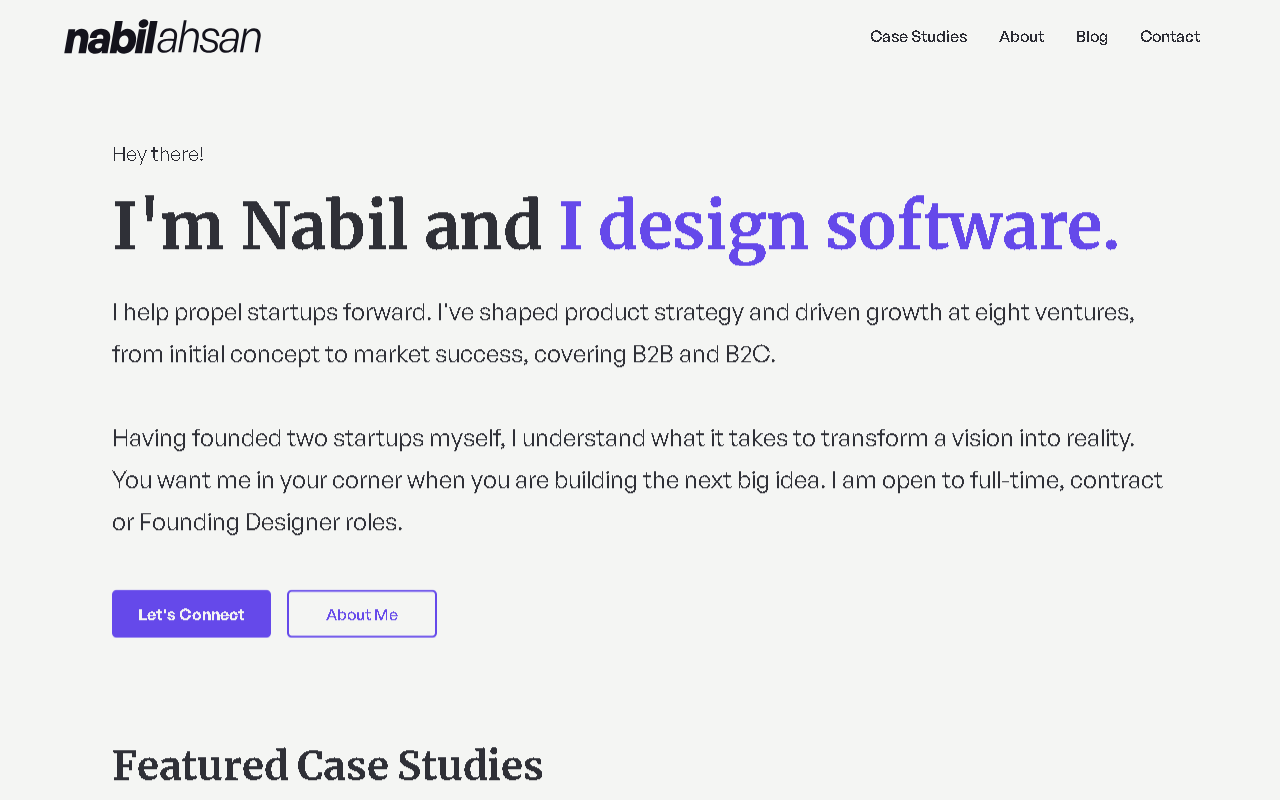 nabilahsan
Case Studies About Blog Contact
Hey there!
I'm Nabil and I design software.
I help propel startups forward. I've shaped product strategy and driven growth at eight ventures,
from initial concept to market success, covering B2B and B2C.
Having founded two startups myself, I understand what it takes to transform a vision into reality.
You want me in your corner when you are building the next big idea. I am open to full-time, contract
or Founding Designer roles.
Let's Connect About Me
Featured Case Studies